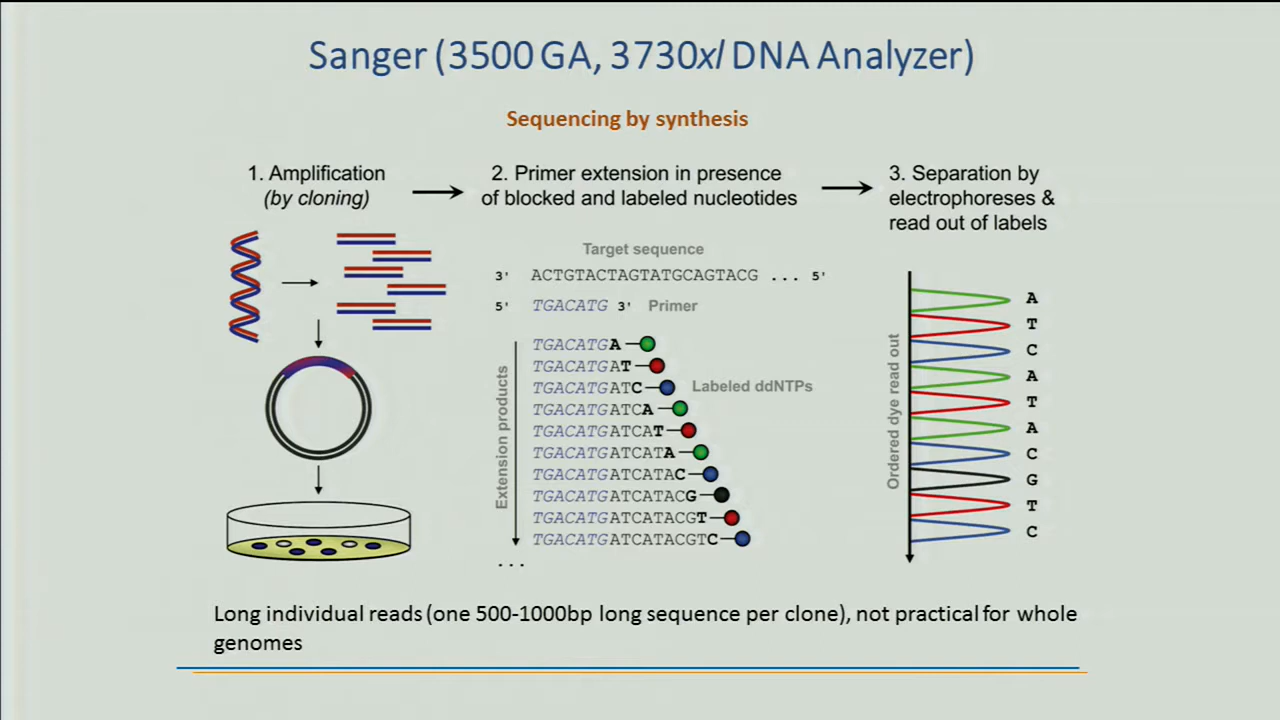 Sanger (3500 GA, 3730xl DNA Analyzer)
Sequencing by synthesis
1. Amplification
(by cloning)
2. Primer extension in presence
of blocked and labeled nucleotides
3. Separation by
electrophoreses &
read out of labels
Target sequence
3' ACTGTACTAGTATGCAGTACG ... 5'
5' TGACATG 3' Primer
Extension products
TGACATGA
TGACATGAT
TGACATGATC
Labeled ddNTPs
TGACATGATCA
TGACATGATCAT
TGACATGATCATA
TGACATGATCATAC
TGACATGATCATACG
TGACATGATCATACGT
TGACATGATCATACGTC
...
Ordered dye read out
A
T
C
A
T
A
C
G
T
C
Long individual reads (one 500-1000bp long sequence per clone), not practical for whole
genomes